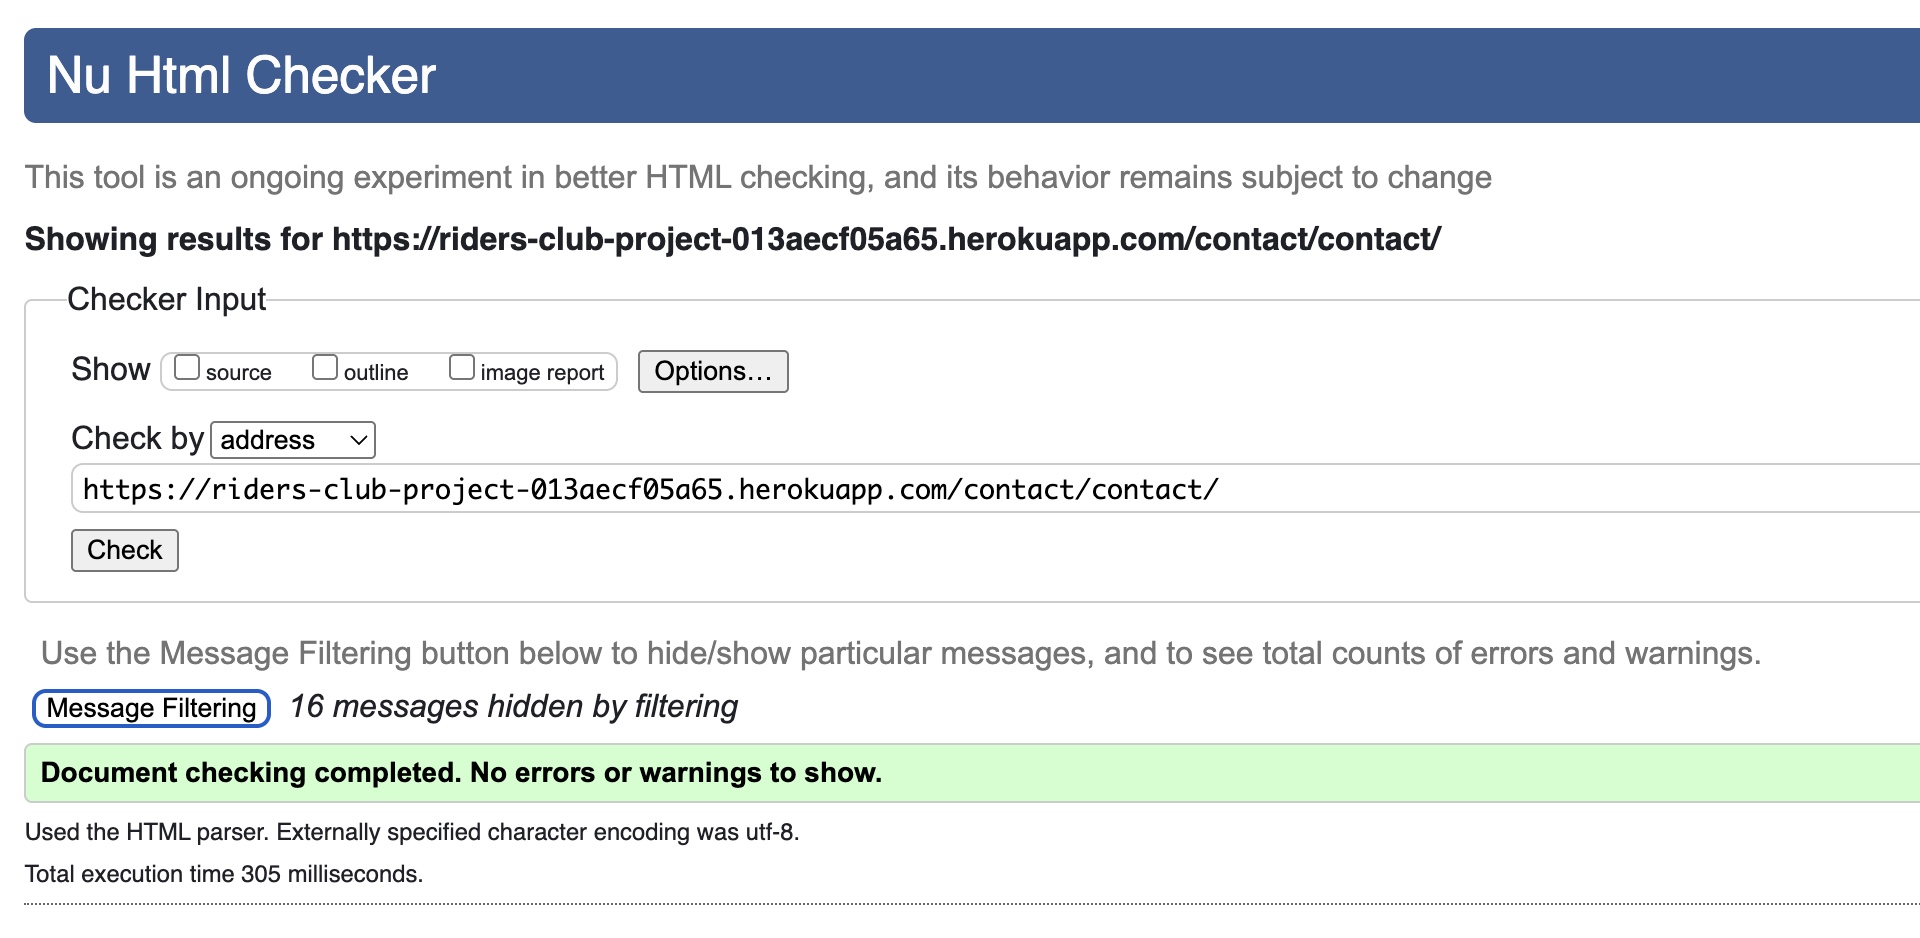 Nu Html Checker
This tool is an ongoing experiment in better HTML checking, and its behavior remains subject to change
Showing results for https://riders-club-project-013aecf05a65.herokuapp.com/contact/contact/
Checker Input
Show source outline image report Options...
Check by address
https://riders-club-project-013aecf05a65.herokuapp.com/contact/contact/
Check
Use the Message Filtering button below to hide/show particular messages, and to see total counts of errors and warnings.
Message Filtering 16 messages hidden by filtering
Document checking completed. No errors or warnings to show.
Used the HTML parser. Externally specified character encoding was utf-8.
Total execution time 305 milliseconds.